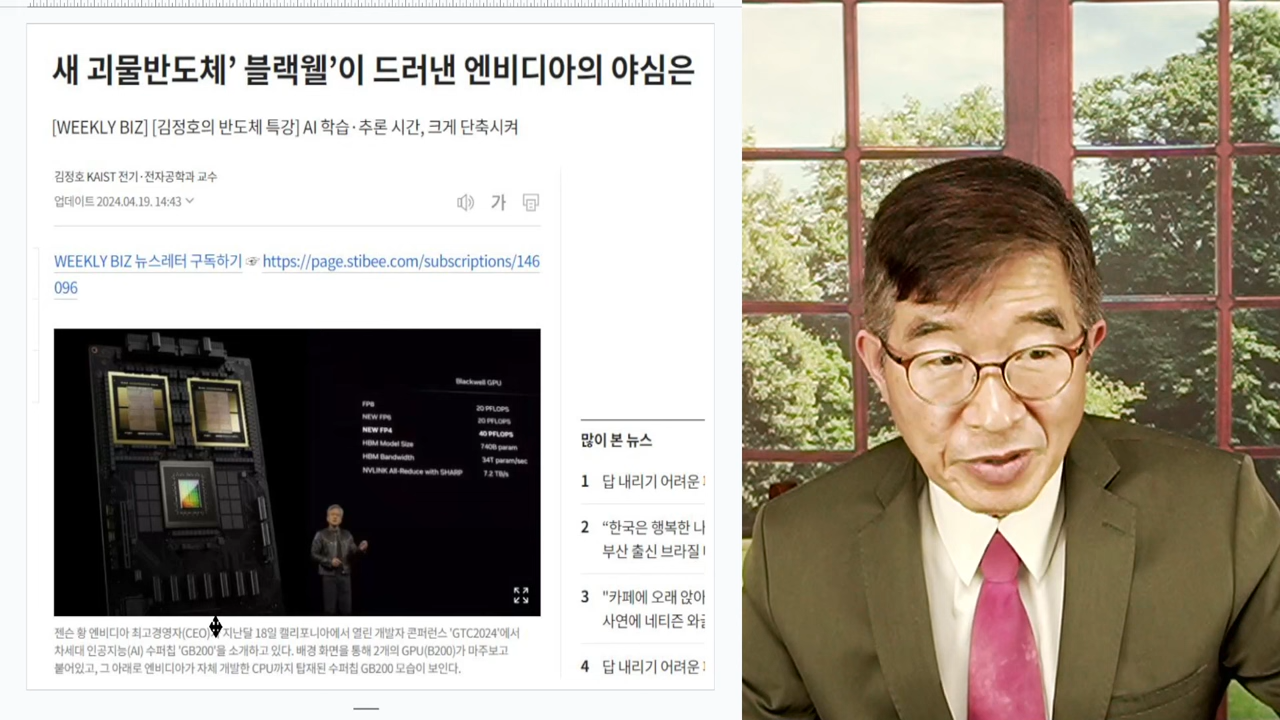 새 괴물반도체’ 블랙웰’이 드러낸 엔비디아의 야심은
[WEEKLY BIZ] [김정호의 반도체 특강] AI 학습·추론 시간, 크게 단축시켜
김정호 KAIST 전기·전자공학과 교수
업데이트 2024.04.19. 14:43
가
WEEKLY BIZ 뉴스레터 구독하기 ☞ https://page.stibee.com/subscriptions/146
096
Blackwell GPU
FP8 20 PFLOPS
NEW FP6 20 PFLOPS
NEW FP4 40 PFLOPS
HBM Model Size 740B param
HBM Bandwidth 34T param/sec
NVLINK All-Reduce with SHARP 7.2 TB/s
젠슨 황 엔비디아 최고경영자(CEO)가 지난달 18일 캘리포니아에서 열린 개발자 콘퍼런스 'GTC2024'에서
차세대 인공지능(AI) 수퍼칩 'GB200'을 소개하고 있다. 배경 화면을 통해 2개의 GPU(B200)가 마주보고
붙어있고, 그 아래로 엔비디아가 자체 개발한 CPU까지 탑재된 수퍼칩 GB200 모습이 보인다.
많이 본 뉴스
1 답 내리기 어려운
2 “한국은 행복한 나
부산 출신 브라질
3 "카페에 오래 앉아
사연에 네티즌 와글
4 답 내리기 어려운